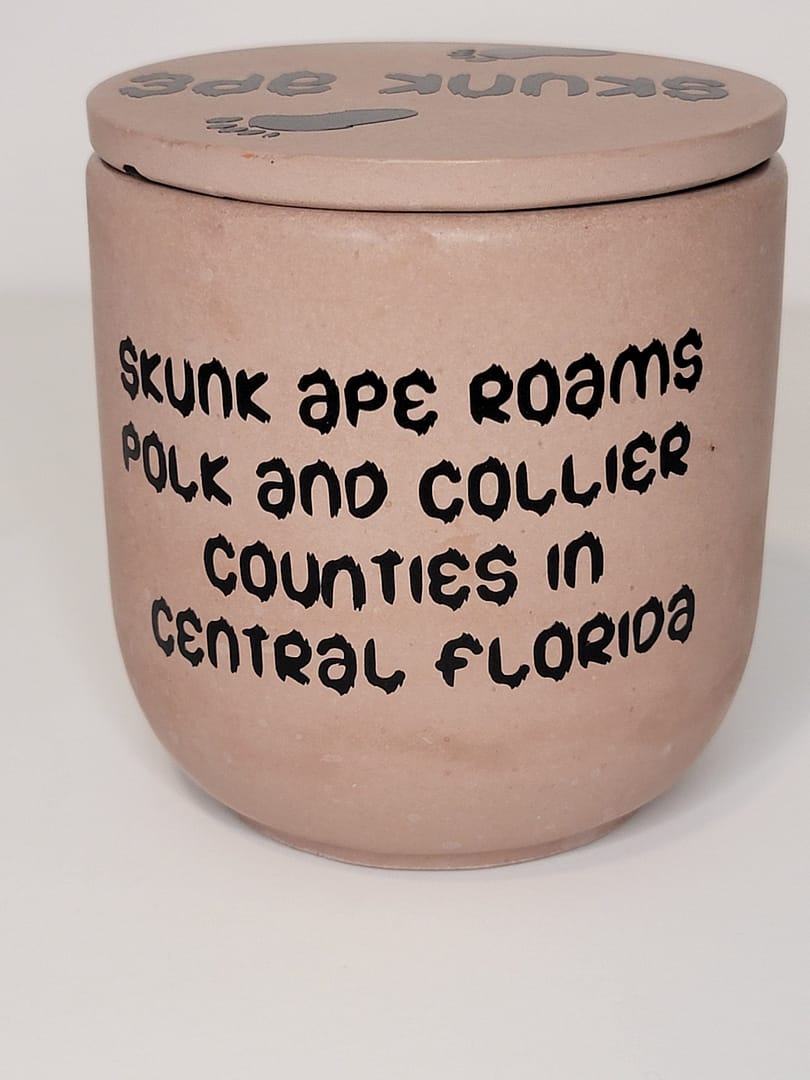 SKUNK APE
SKUNK APE ROAMS
POLK AND COLLIER
COUNTIES IN
CENTRAL FLORIDA